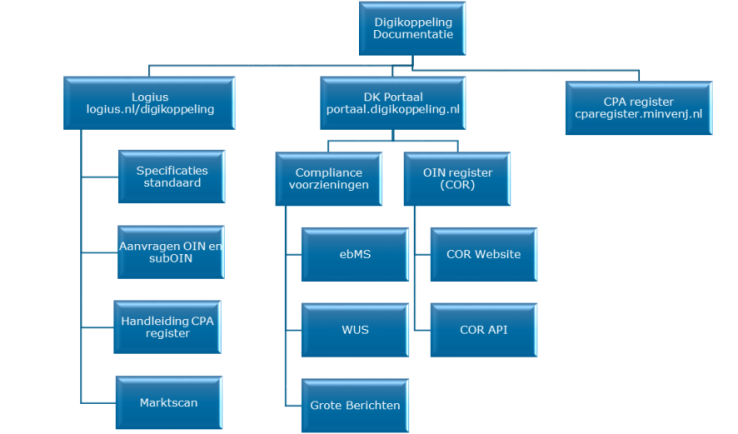 Digikoppeling
Documentatie
Logius
logius.nl/digikoppeling
DK Portaal
portaal.digikoppeling.nl
CPA register
cparegister.minvenj.nl
Specificaties
standaard
Aanvragen OIN en
subOIN
Handleiding CPA
register
Marktscan
Compliance
voorzieningen
ebMS
WUS
Grote Berichten
OIN register
(COR)
COR Website
COR API